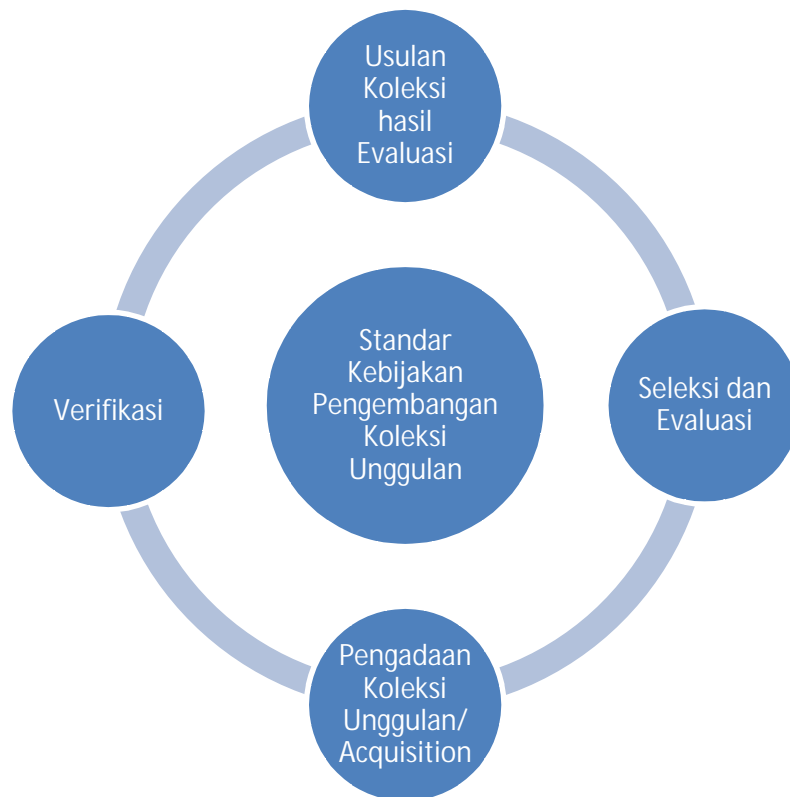 Usulan
Koleksi
hasil
Evaluasi
Standar
Kebijakan
Pengembangan
Koleksi
Unggulan
Verifikasi
Seleksi dan
Evaluasi
Pengadaan
Koleksi
Unggulan/
Acquisition